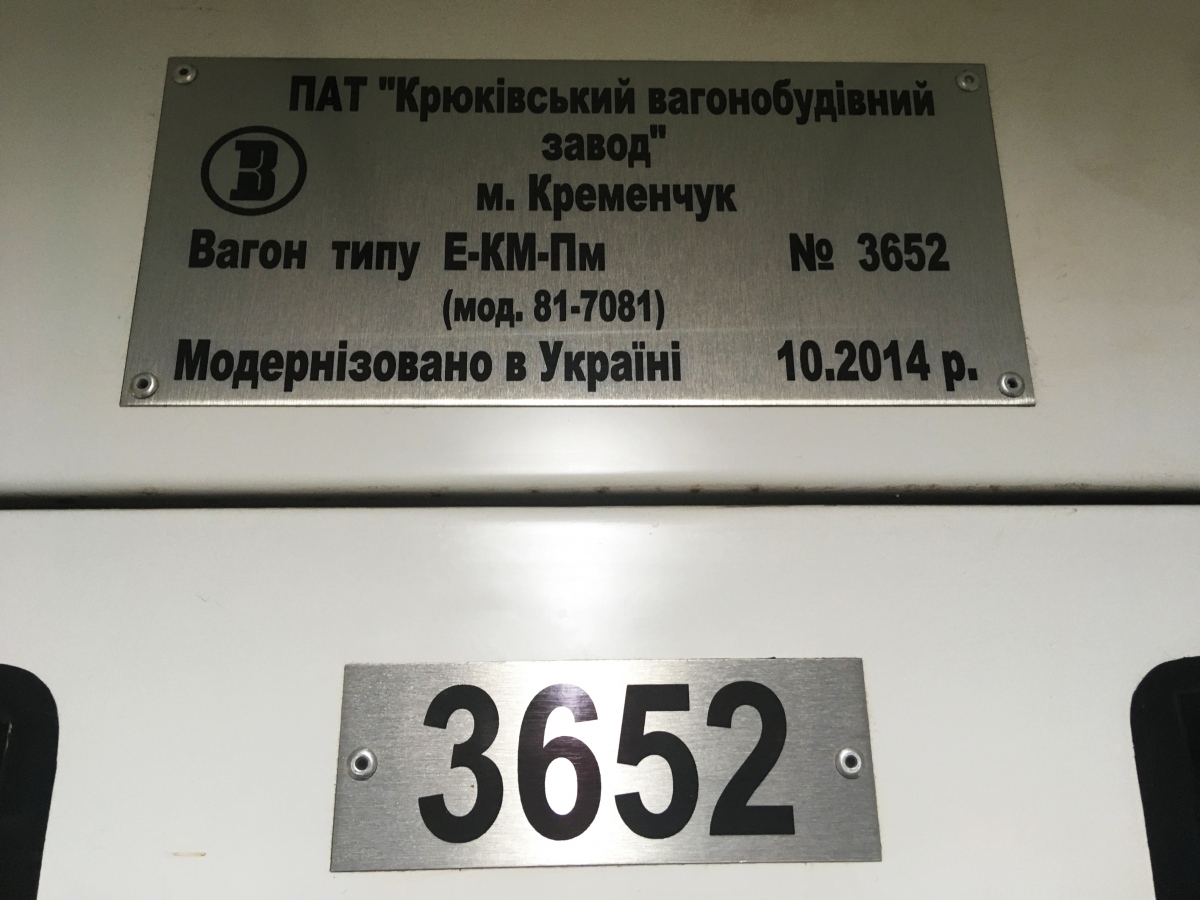 ПАТ "Крюківський вагонобудівний
завод"
В
м. Кременчук
Вагон типу Е-КМ-Пм № 3652
(мод. 81-7081)
Модернізовано в Україні 10.2014 р.
3652